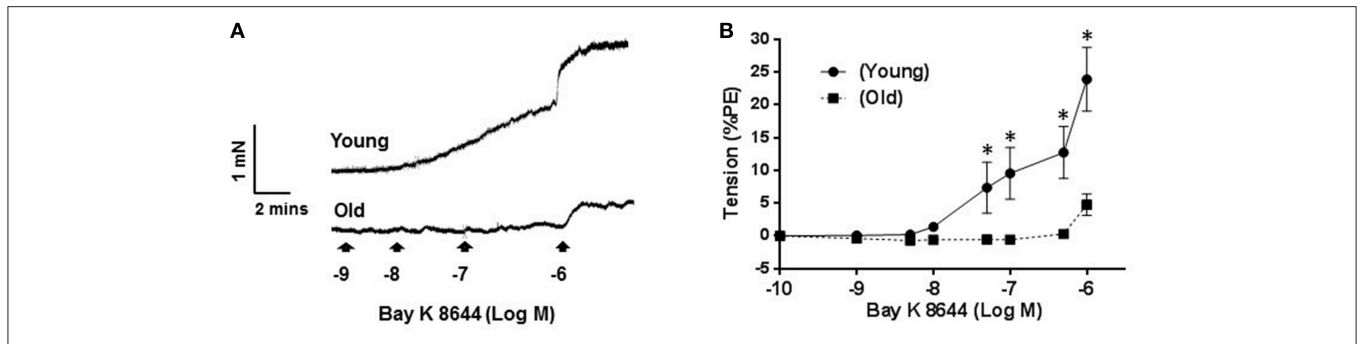 A
Young
1 mN
2 mins
Old
-9 -8 -7 -6
Bay K 8644 (Log M)
B
Tension (%PE)
30
25
20
15
10
5
0
-5
(Young)
(Old)
*
*
*
*
-10 -9 -8 -7 -6
Bay K 8644 (Log M)